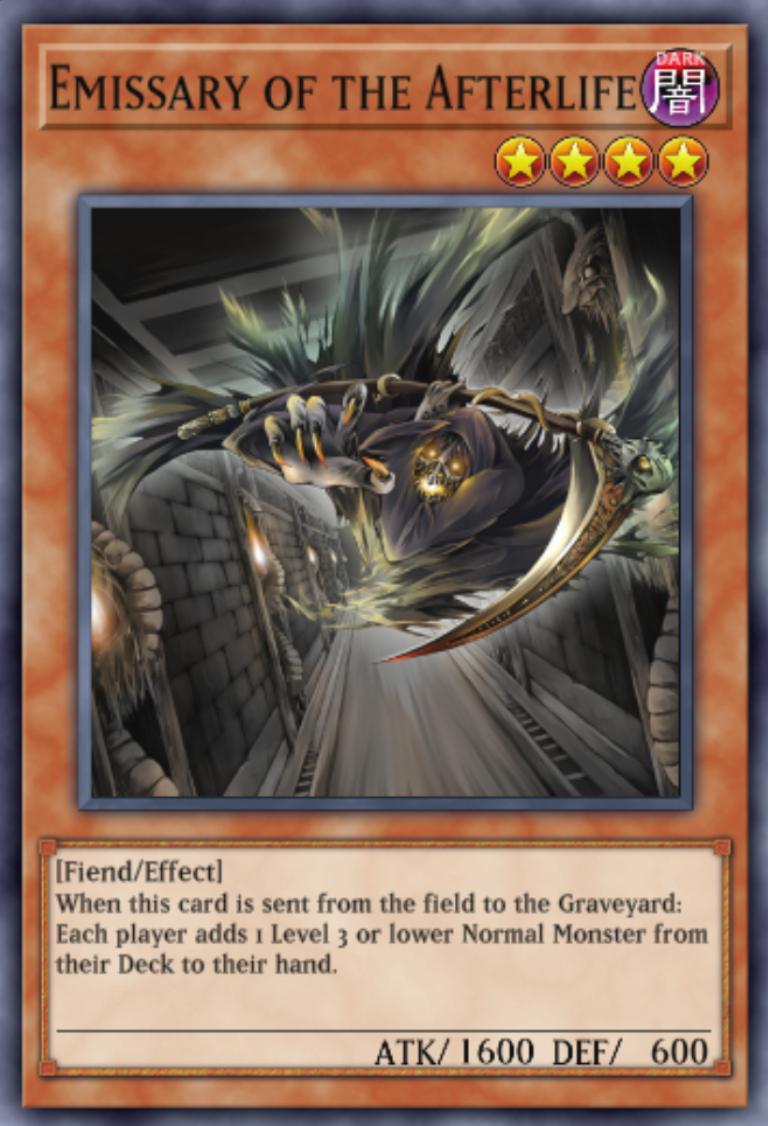 EMISSARY OF THE AFTERLIFE
DARK
闇
[Fiend/Effect]
When this card is sent from the field to the Graveyard:
Each player adds 1 Level 3 or lower Normal Monster from
their Deck to their hand.
ATK/ 1600 DEF/ 600